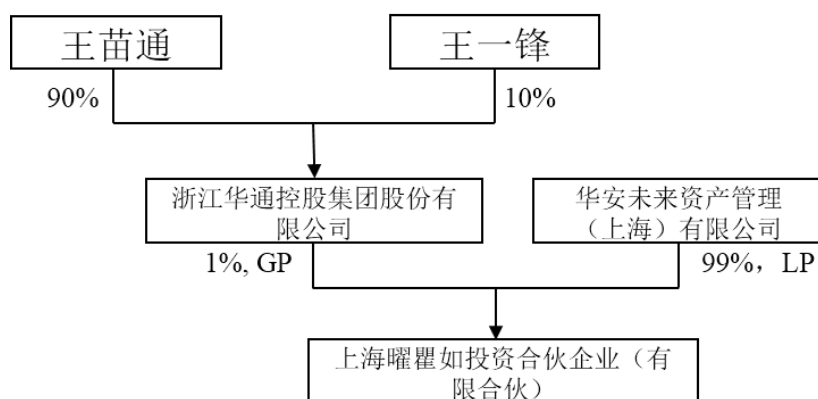 王苗通
王一锋
90%
10%
浙江华通控股集团股份有
限公司
华安未来资产管理
（上海）有限公司
1%, GP
99%，LP
上海曜瞿如投资合伙企业（有
限合伙）